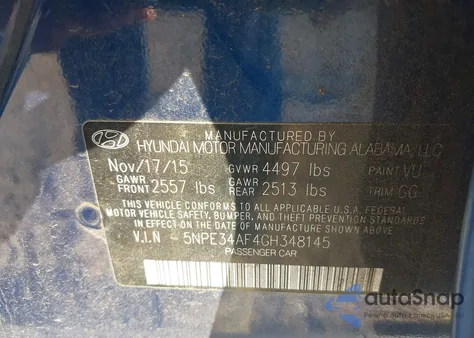 MANUFACTURED BY
HYUNDAI MOTOR MANUFACTURING ALABAMA, LLC
Nov/17/15 GVWR 4497 lbs PAINT
GAWR FRONT 2557 lbs GAWR REAR 2513 lbs TRIM GG
THIS VEHICLE CONFORMS TO ALL APPLICABLE U.S.A. FEDERAL
MOTOR VEHICLE SAFETY, BUMPER, AND THEFT PREVENTION STANDARDS
IN EFFECT ON THE DATE OF MANUFACTURE SHOWN ABOVE.
V.I.N - 5NPE34AF4GH348145
PASSENGER CAR
autoSnap